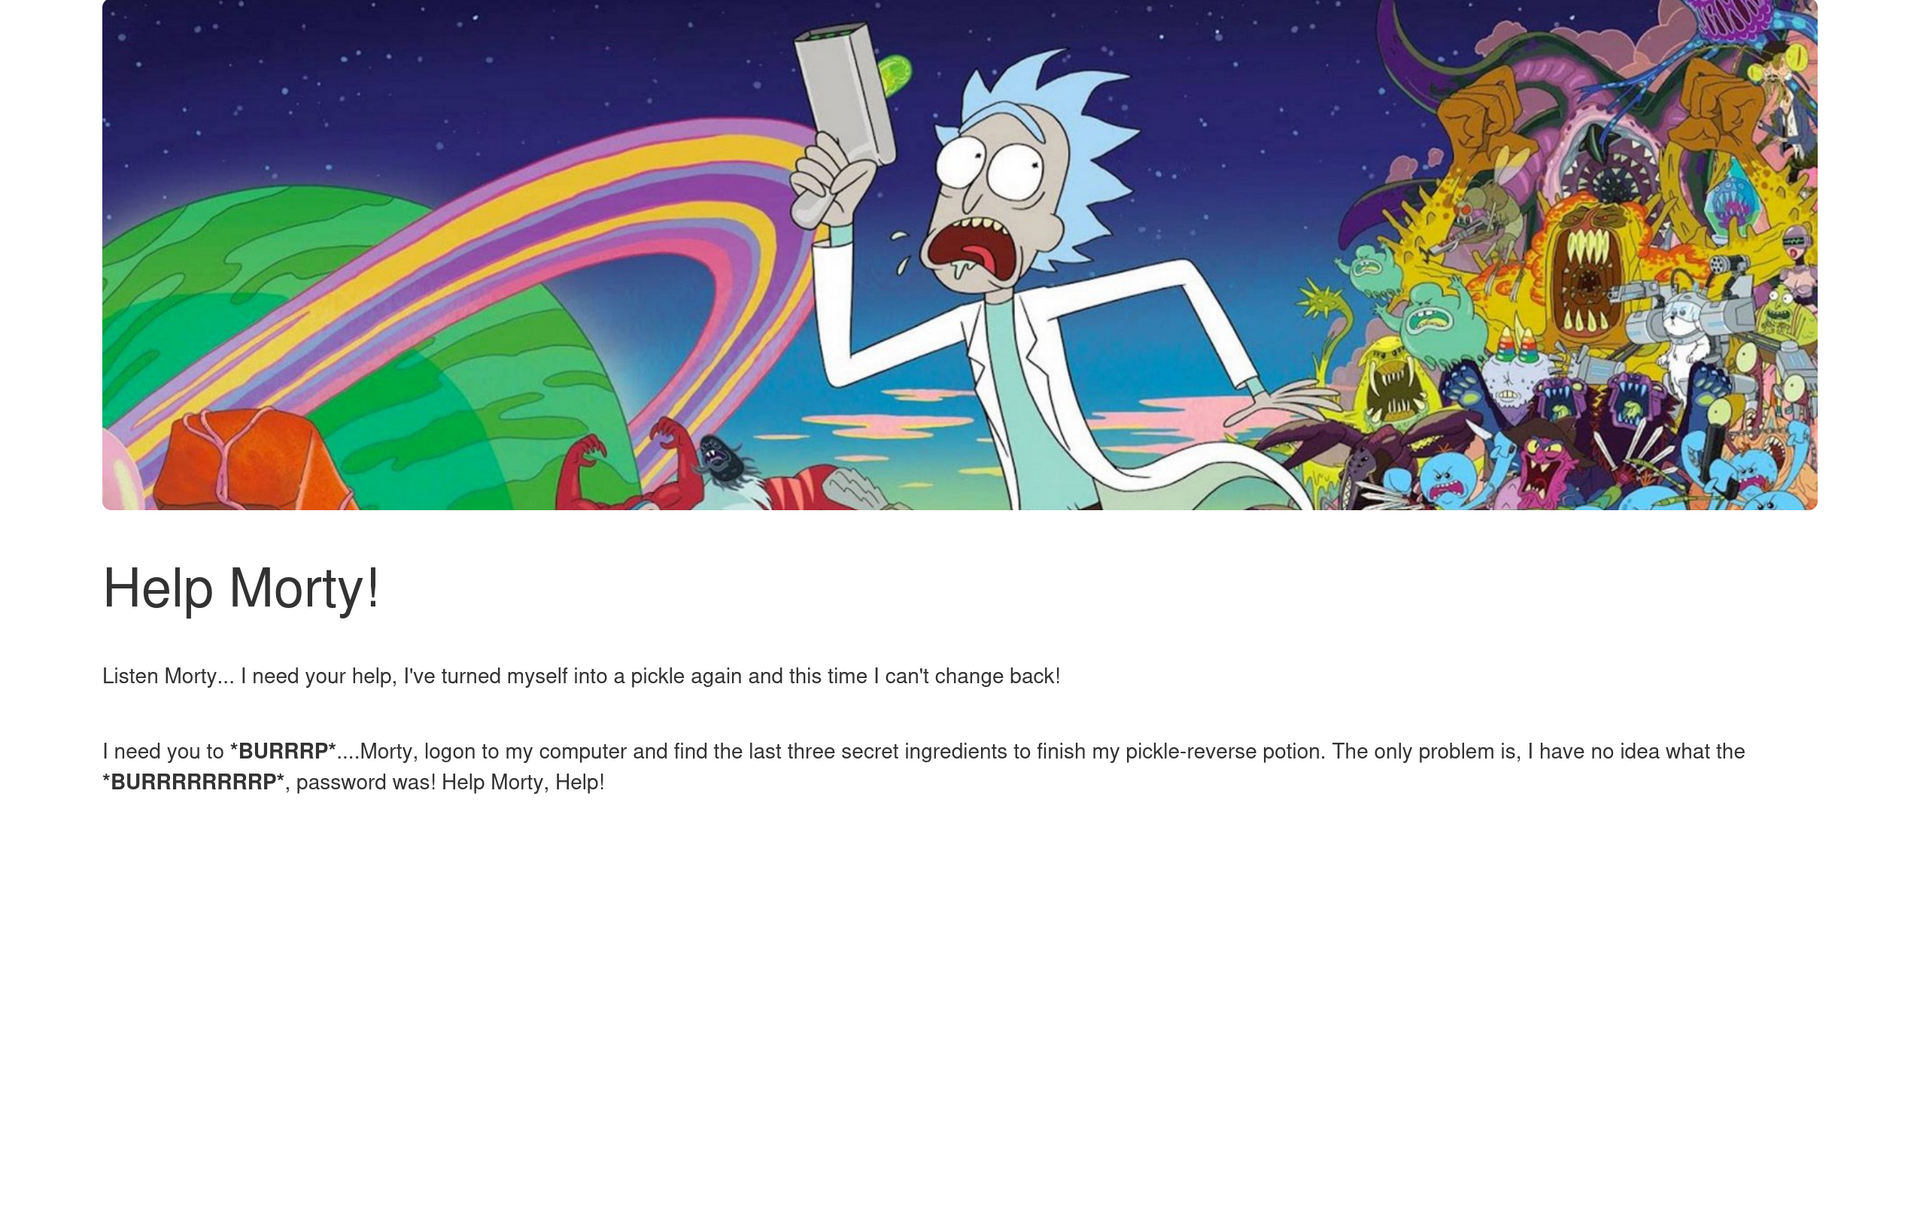 Help Morty!
Listen Morty... I need your help, I've turned myself into a pickle again and this time I can't change back!
I need you to *BURRRP*....Morty, logon to my computer and find the last three secret ingredients to finish my pickle-reverse potion. The only problem is, I have no idea what the
*BURRRRRRRRP*, password was! Help Morty, Help!